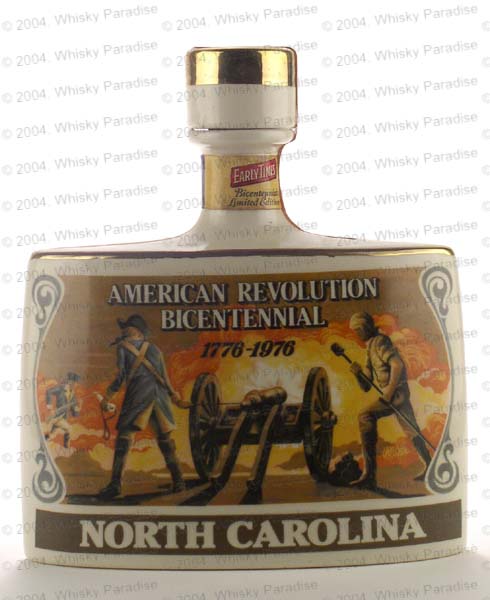 © 2004. Whisky Paradise
EARLY TIMES
Bicentennial
Limited Edition
AMERICAN REVOLUTION
BICENTENNIAL
1776-1976
NORTH CAROLINA